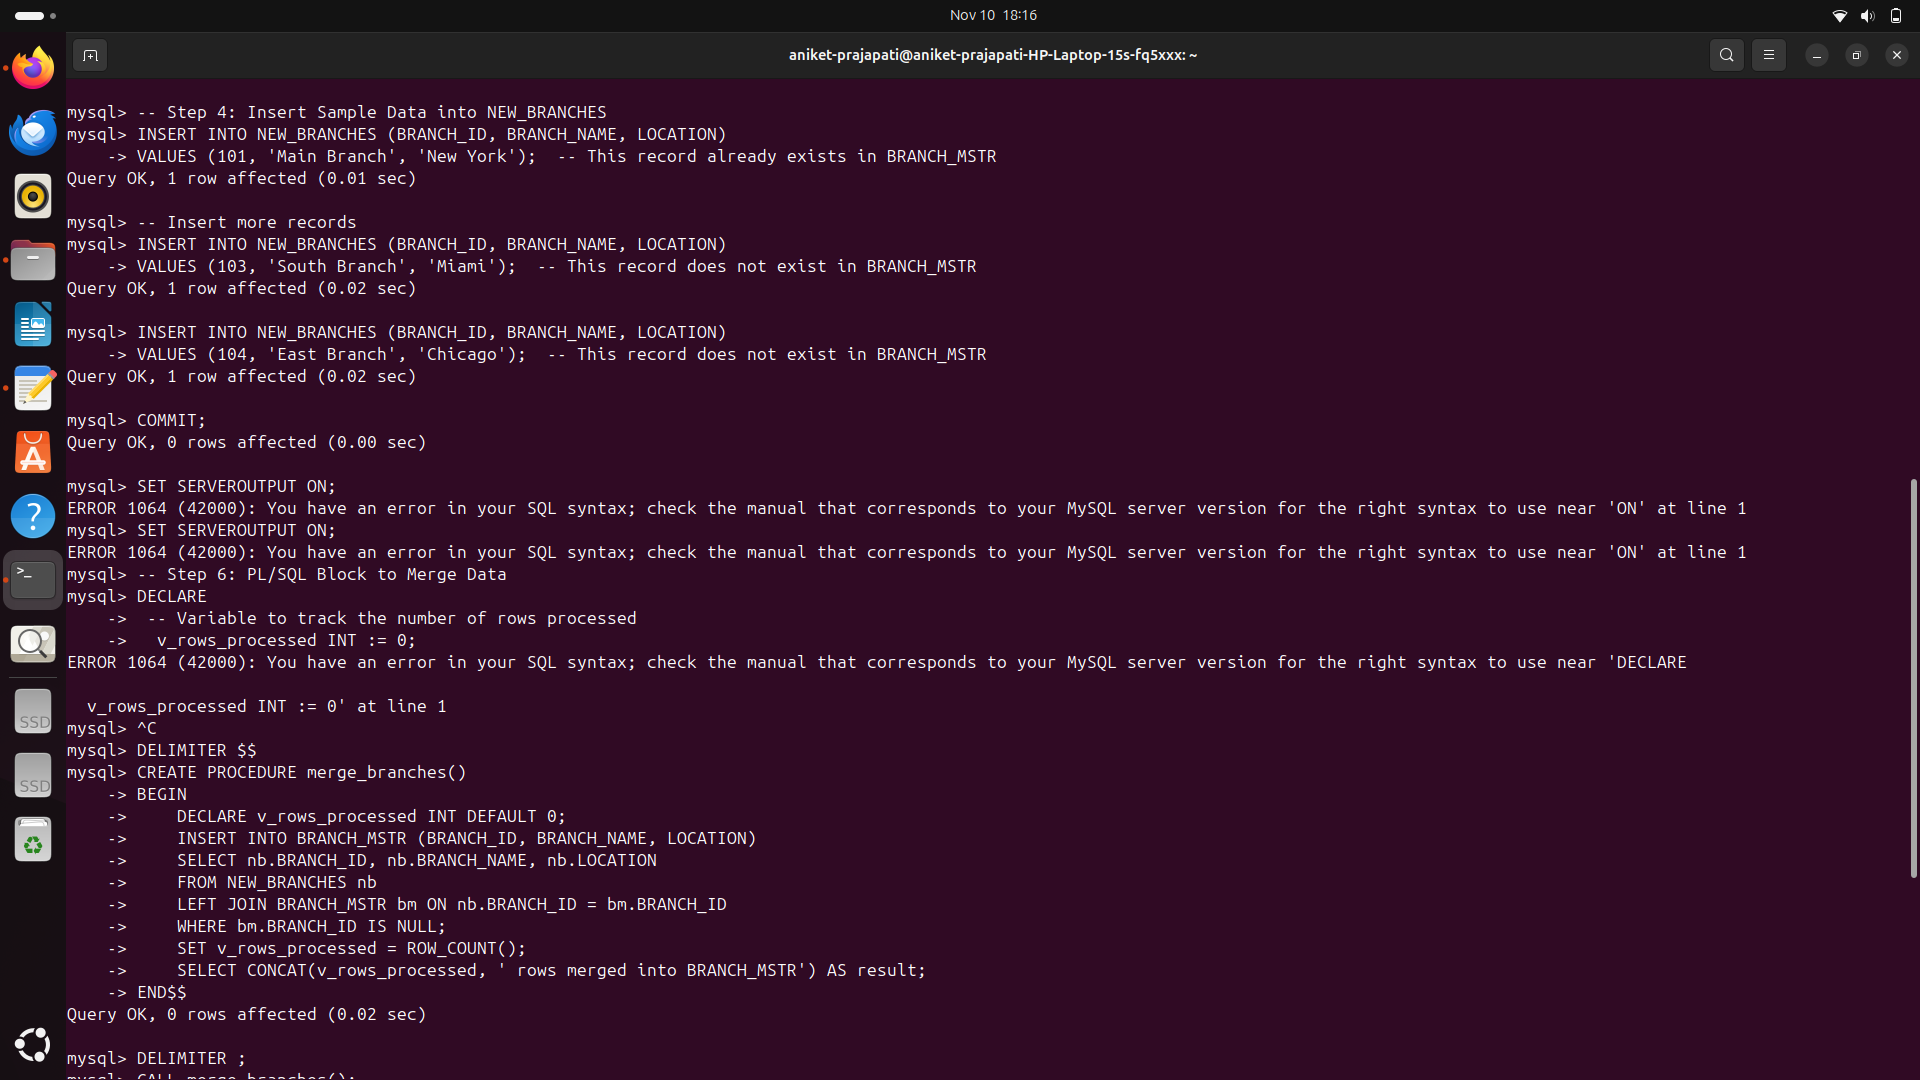 Nov 10 18:16
aniket-prajapati@aniket-prajapati-HP-Laptop-15s-fq5xxx: ~
mysql> -- Step 4: Insert Sample Data into NEW_BRANCHES
mysql> INSERT INTO NEW_BRANCHES (BRANCH_ID, BRANCH_NAME, LOCATION)
    -> VALUES (101, 'Main Branch', 'New York');  -- This record already exists in BRANCH_MSTR
Query OK, 1 row affected (0.01 sec)
mysql> -- Insert more records
mysql> INSERT INTO NEW_BRANCHES (BRANCH_ID, BRANCH_NAME, LOCATION)
    -> VALUES (103, 'South Branch', 'Miami');  -- This record does not exist in BRANCH_MSTR
Query OK, 1 row affected (0.02 sec)
mysql> INSERT INTO NEW_BRANCHES (BRANCH_ID, BRANCH_NAME, LOCATION)
    -> VALUES (104, 'East Branch', 'Chicago');  -- This record does not exist in BRANCH_MSTR
Query OK, 1 row affected (0.02 sec)
mysql> COMMIT;
Query OK, 0 rows affected (0.00 sec)
mysql> SET SERVEROUTPUT ON;
ERROR 1064 (42000): You have an error in your SQL syntax; check the manual that corresponds to your MySQL server version for the right syntax to use near 'ON' at line 1
mysql> SET SERVEROUTPUT ON;
ERROR 1064 (42000): You have an error in your SQL syntax; check the manual that corresponds to your MySQL server version for the right syntax to use near 'ON' at line 1
mysql> -- Step 6: PL/SQL Block to Merge Data
mysql> DECLARE
    ->  -- Variable to track the number of rows processed
    ->   v_rows_processed INT := 0;
ERROR 1064 (42000): You have an error in your SQL syntax; check the manual that corresponds to your MySQL server version for the right syntax to use near 'DECLARE
  v_rows_processed INT := 0' at line 1
mysql> ^C
mysql> DELIMITER $$
mysql> CREATE PROCEDURE merge_branches()
    -> BEGIN
    ->     DECLARE v_rows_processed INT DEFAULT 0;
    ->     INSERT INTO BRANCH_MSTR (BRANCH_ID, BRANCH_NAME, LOCATION)
    ->     SELECT nb.BRANCH_ID, nb.BRANCH_NAME, nb.LOCATION
    ->     FROM NEW_BRANCHES nb
    ->     LEFT JOIN BRANCH_MSTR bm ON nb.BRANCH_ID = bm.BRANCH_ID
    ->     WHERE bm.BRANCH_ID IS NULL;
    ->     SET v_rows_processed = ROW_COUNT();
    ->     SELECT CONCAT(v_rows_processed, ' rows merged into BRANCH_MSTR') AS result;
    -> END$$
Query OK, 0 rows affected (0.02 sec)
mysql> DELIMITER ;
mysql> CALL merge_branches();
SSD
SSD